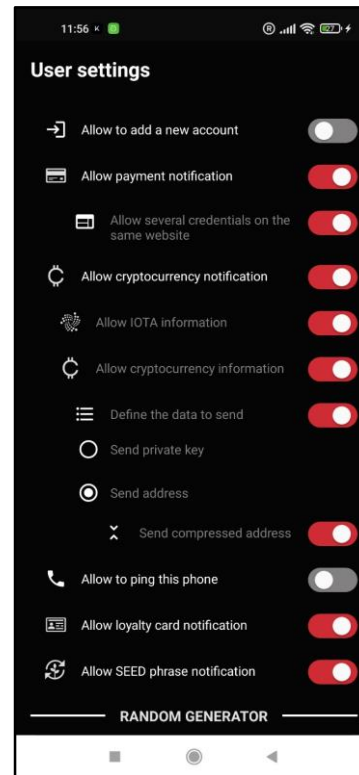 11:56
User settings
Allow to add a new account
Allow payment notification
Allow several credentials on the
same website
Allow cryptocurrency notification
Allow IOTA information
Allow cryptocurrency information
Define the data to send
Send private key
Send address
Send compressed address
Allow to ping this phone
Allow loyalty card notification
Allow SEED phrase notification
RANDOM GENERATOR